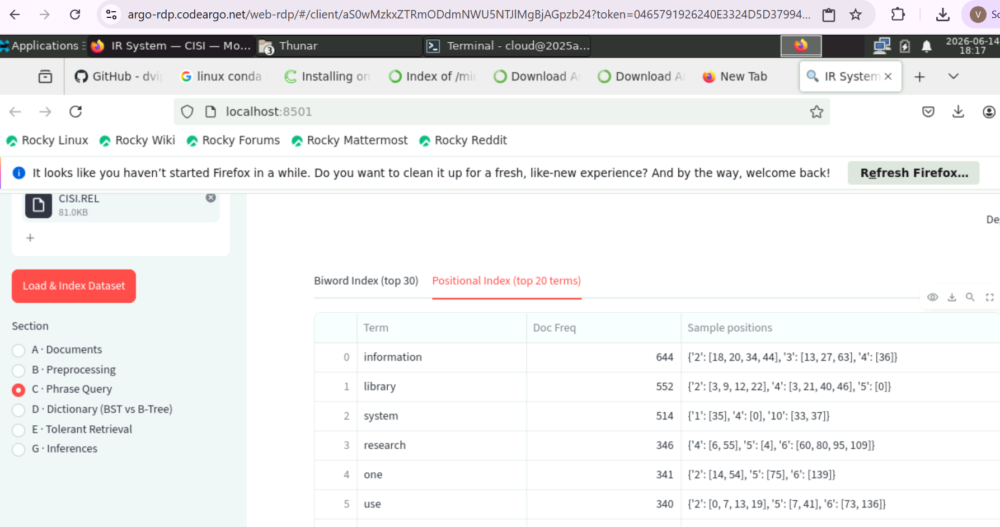 argo-rdp.codeargo.net/web-rdp/#/client/aS0wMzkxZTRmODdmNWU5NTJlMgBjAGpzb24?token=0465791926240E3324D5D37994...
V
Applications
IR System — CISI — Mo...
3
Thunar
Terminal - cloud@2025a...
2026-06-14
18:17
GitHub - dvip
linux conda
Installing on
Index of /min
Download A
Download A
New Tab
IR System
localhost:8501
Rocky Linux
Rocky Wiki
Rocky Forums
Rocky Mattermost
Rocky Reddit
It looks like you haven’t started Firefox in a while. Do you want to clean it up for a fresh, like-new experience? And by the way, welcome back!
Refresh Firefox...
CISI.REL
81.0KB
Load & Index Dataset
Section
A · Documents
B · Preprocessing
C · Phrase Query
D · Dictionary (BST vs B-Tree)
E · Tolerant Retrieval
G · Inferences
Biword Index (top 30) Positional Index (top 20 terms)
Term Doc Freq Sample positions
0 information 644 {'2': [18, 20, 34, 44], '3': [13, 27, 63], '4': [36]}
1 library 552 {'2': [3, 9, 12, 22], '4': [3, 21, 40, 46], '5': [0]}
2 system 514 {'1': [35], '4': [0], '10': [33, 37]}
3 research 346 {'4': [6, 55], '5': [4], '6': [60, 80, 95, 109]}
4 one 341 {'2': [14, 54], '5': [75], '6': [139]}
5 use 340 {'2': [0, 7, 13, 19], '5': [7, 41], '6': [73, 136]}